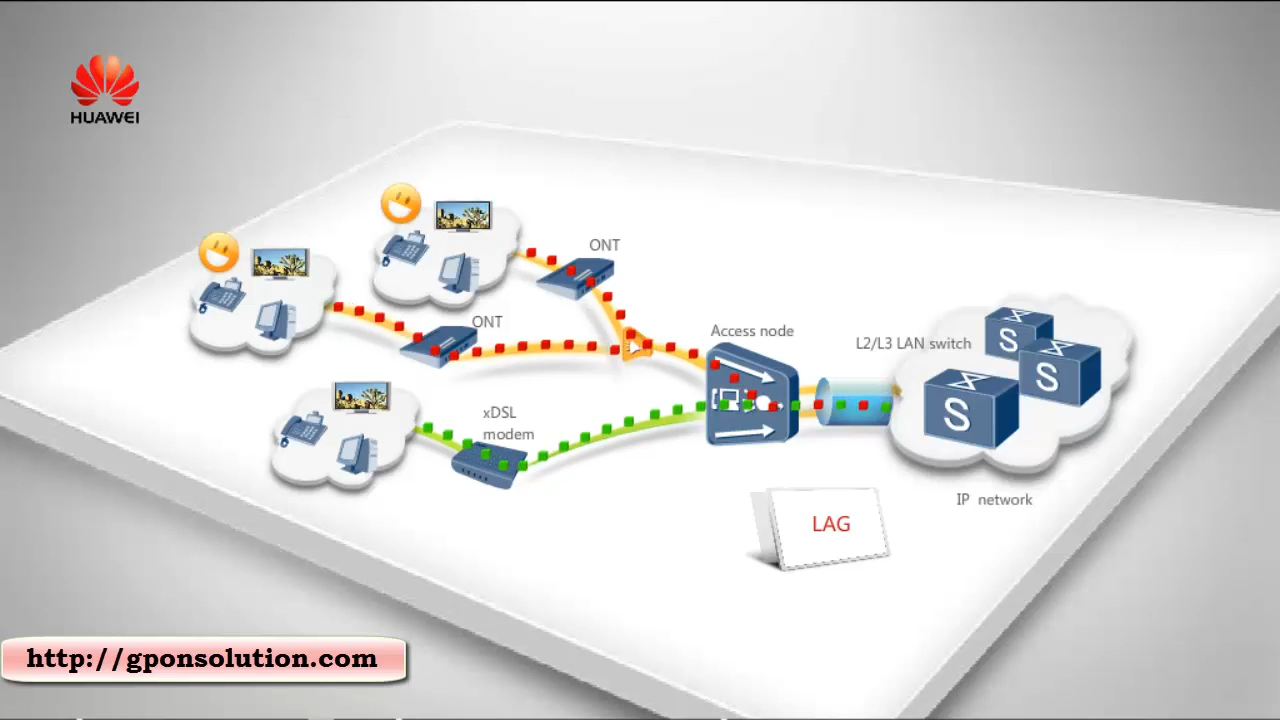 HUAWEI
ONT
ONT
Access node
L2/L3 LAN switch
S
S
S
xDSL
modem
IP network
LAG
http://gponsolution.com